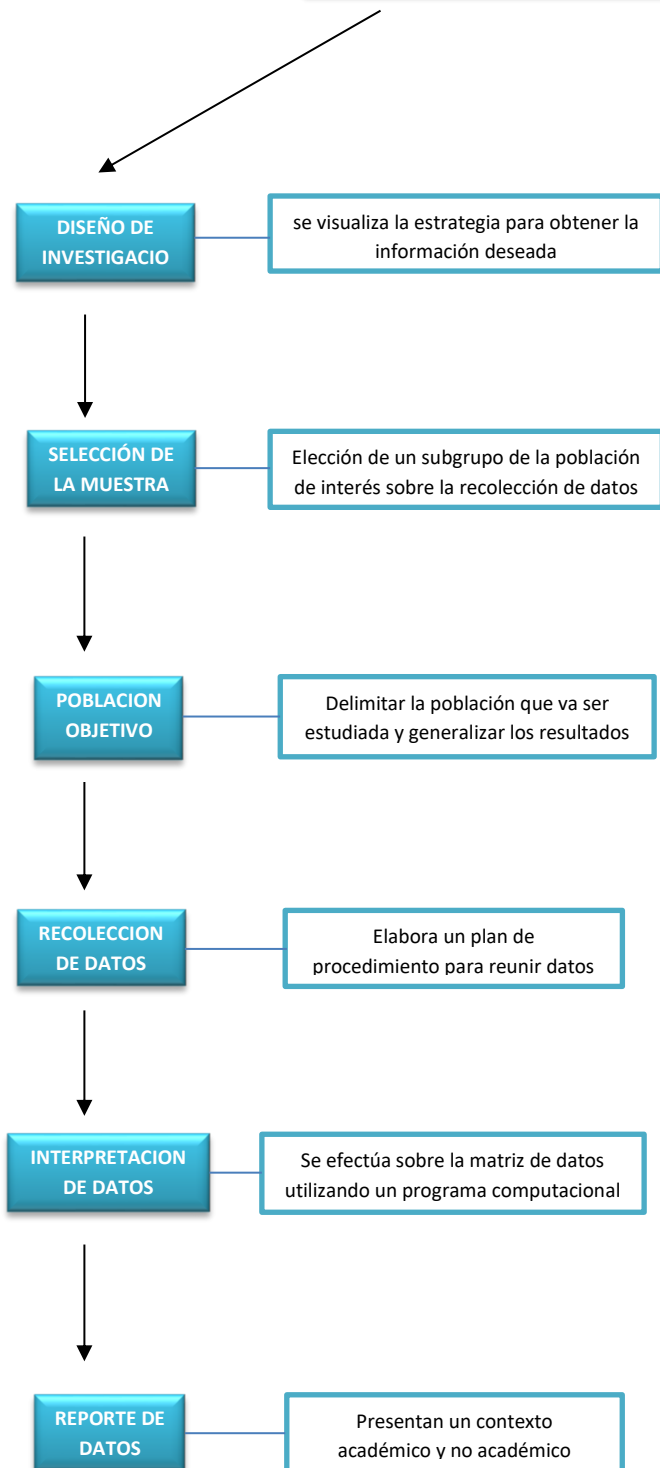 DISEÑO DE
INVESTIGACIO
se visualiza la estrategia para obtener la
información deseada
SELECCIÓN DE
LA MUESTRA
Elección de un subgrupo de la población
de interés sobre la recolección de datos
POBLACION
OBJETIVO
Delimitar la población que va ser
estudiada y generalizar los resultados
RECOLECCION
DE DATOS
Elabora un plan de
procedimiento para reunir datos
INTERPRETACION
DE DATOS
Se efectúa sobre la matriz de datos
utilizando un programa computacional
REPORTE DE
DATOS
Presentan un contexto
académico y no académico